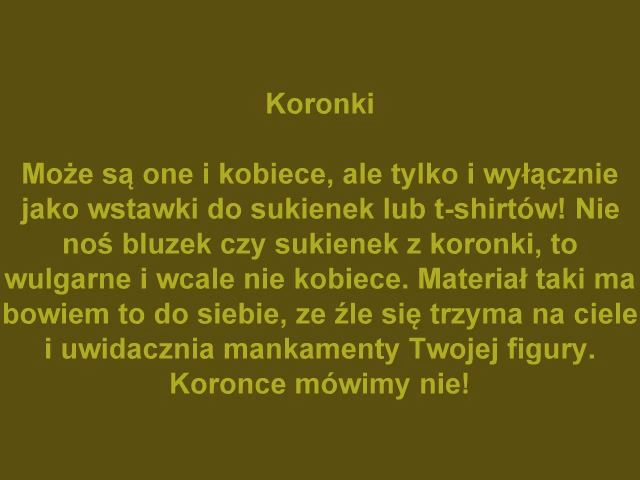 Koronki
Może są one i kobiece, ale tylko i wyłącznie
jako wstawki do sukienek lub t-shirtów! Nie
noś bluzek czy sukienek z koronki, to
wulgarne i wcale nie kobiece. Materiał taki ma
bowiem to do siebie, ze źle się trzyma na ciele
i uwidacznia mankamenty Twojej figury.
Koronce mówimy nie!